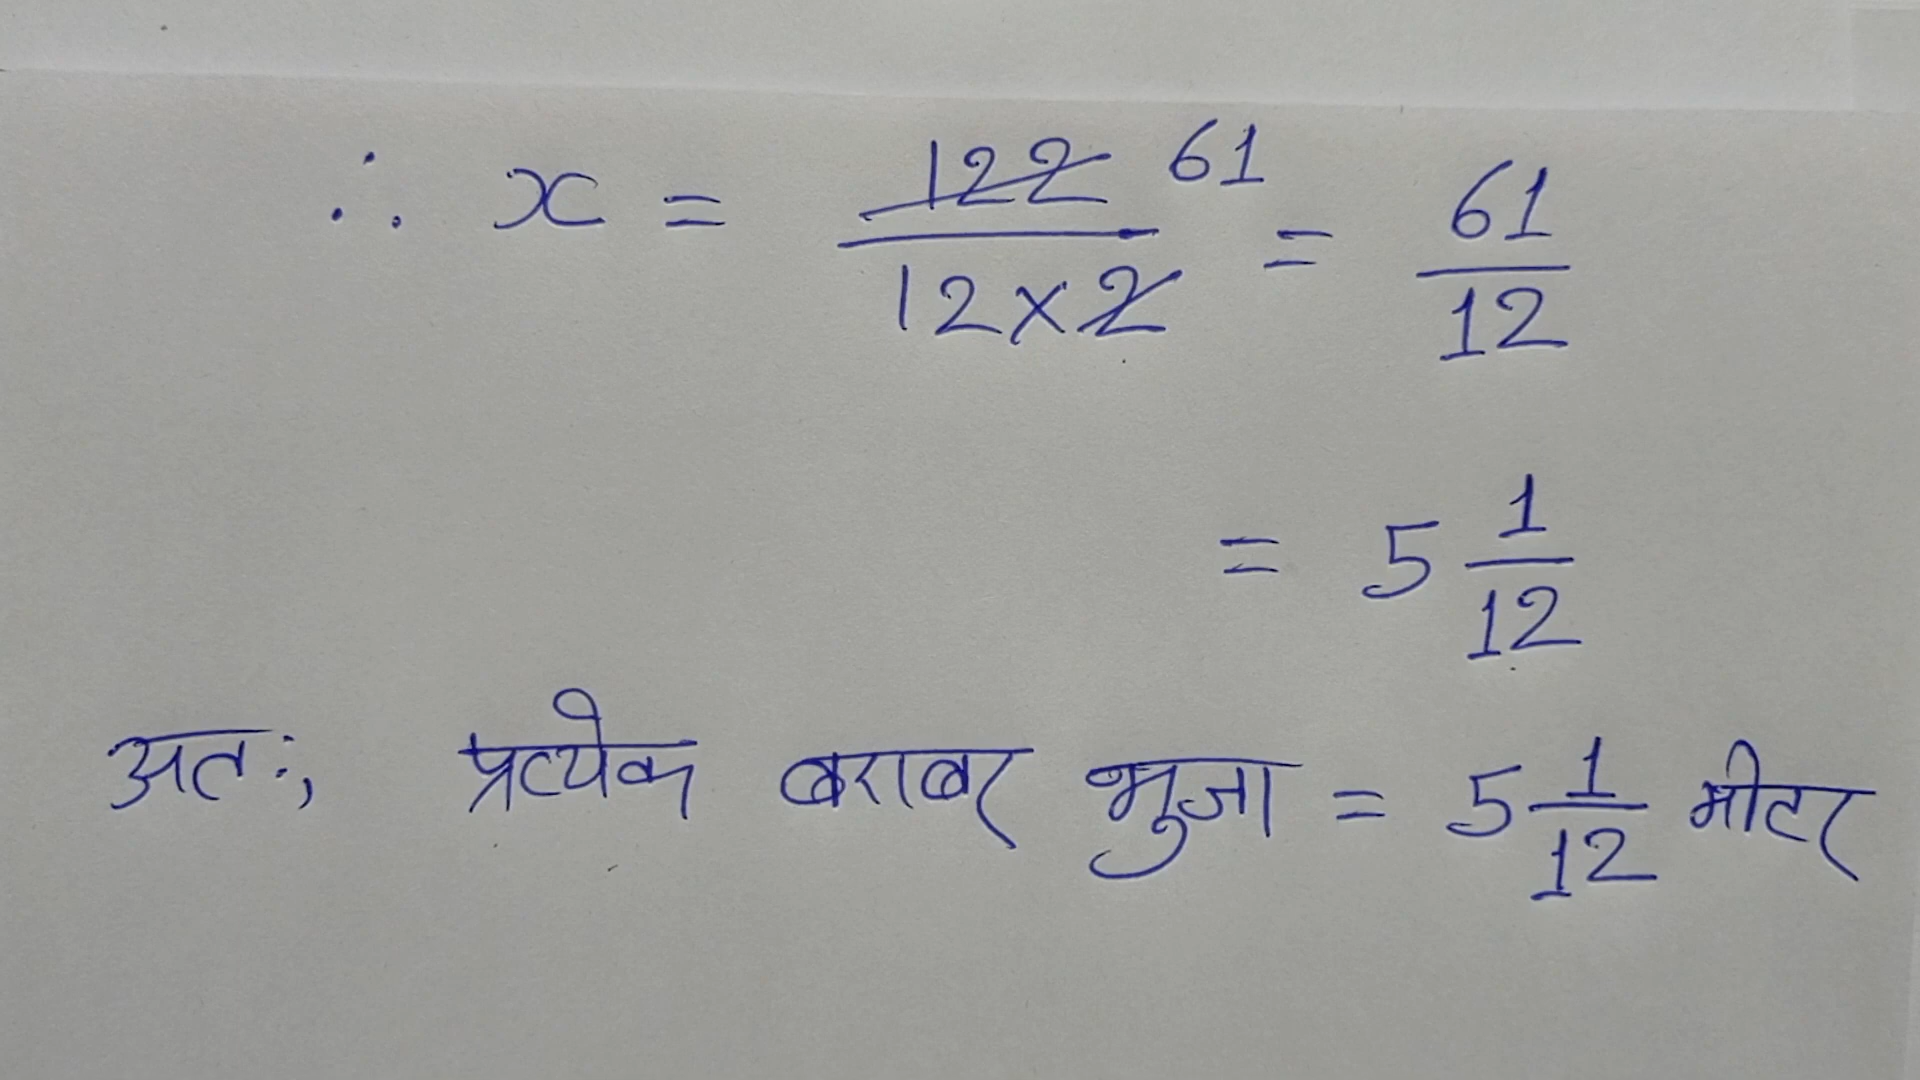 ∴ x = 122/12×2 61 = 61/12
= 5 1/12
अतः, प्रत्येक बराबर भुजा = 5 1/12 मीटर